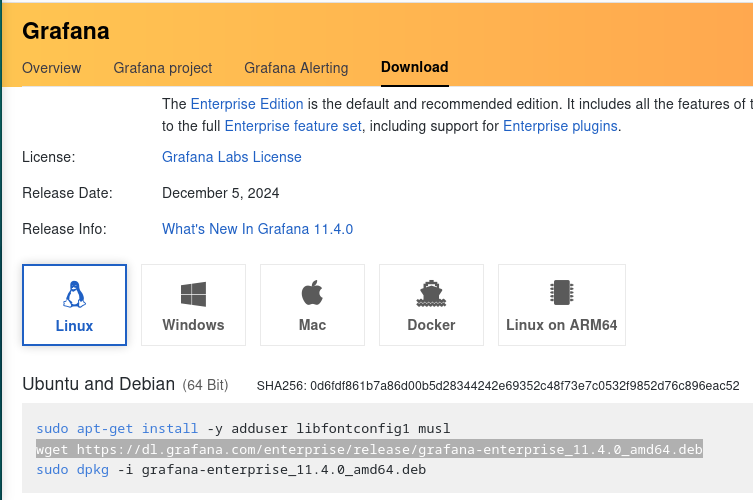 Grafana
Overview Grafana project Grafana Alerting Download
The Enterprise Edition is the default and recommended edition. It includes all the features of
to the full Enterprise feature set, including support for Enterprise plugins.
License: Grafana Labs License
Release Date: December 5, 2024
Release Info: What's New In Grafana 11.4.0
Linux Windows Mac Docker Linux on ARM64
Ubuntu and Debian (64 Bit) SHA256: 0d6fdf861b7a86d00b5d28344242e69352c48f73e7c0532f9852d76c896eac52
sudo apt-get install -y adduser libfontconfig1 musl
wget https://dl.grafana.com/enterprise/release/grafana-enterprise_11.4.0_amd64.deb
sudo dpkg -i grafana-enterprise_11.4.0_amd64.deb